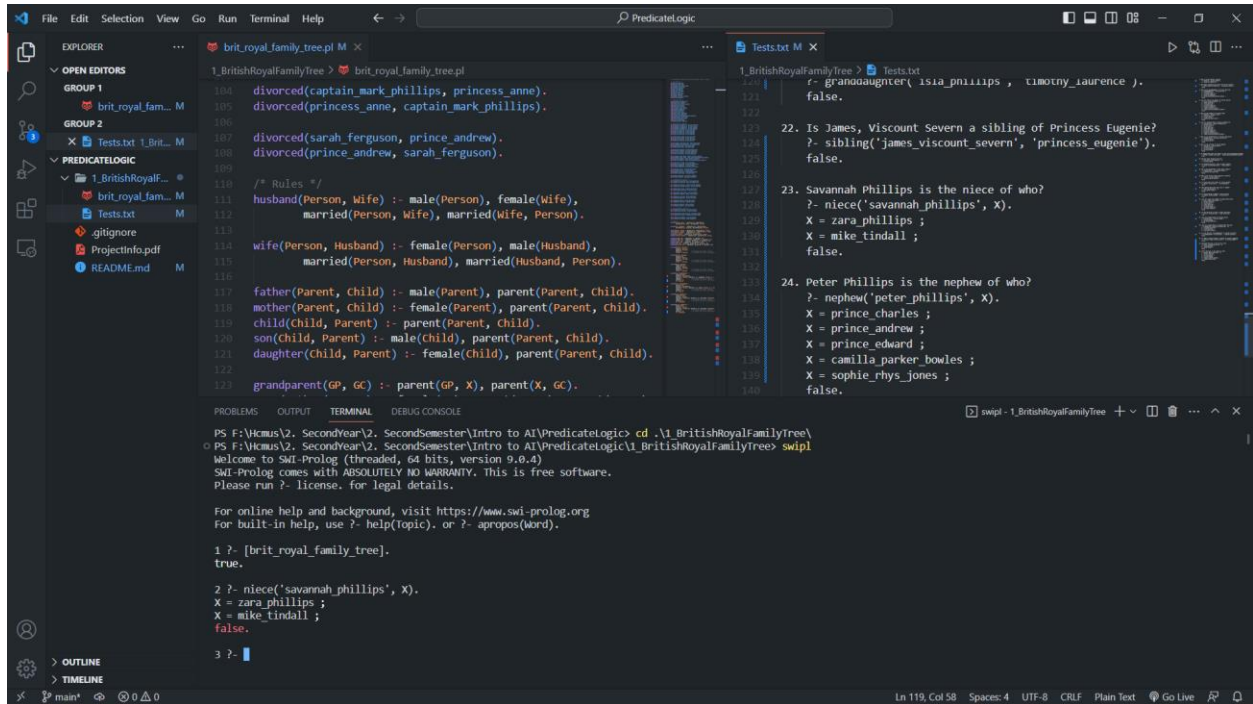 File Edit Selection View Go Run Terminal Help
PredicateLogic
EXPLORER
OPEN EDITORS
GROUP 1
brit_royal_fam... M
GROUP 2
Tests.txt 1_Brit... M
PREDICATELOGIC
1_BritishRoyalF...
brit_royal_fam... M
Tests.txt M
.gitignore
ProjectInfo.pdf
README.md M
OUTLINE
TIMELINE
brit_royal_family_tree.pl M
1_BritishRoyalFamilyTree > brit_royal_family_tree.pl
104 divorced(captain_mark_phillips, princess_anne).
105 divorced(princess_anne, captain_mark_phillips).
106
107 divorced(sarah_ferguson, prince_andrew).
108 divorced(prince_andrew, sarah_ferguson).
109
110 /* Rules */
111 husband(Person, Wife) :- male(Person), female(Wife),
112 married(Person, Wife), married(Wife, Person).
113
114 wife(Person, Husband) :- female(Person), male(Husband),
115 married(Person, Husband), married(Husband, Person).
116
117 father(Parent, Child) :- male(Parent), parent(Parent, Child).
118 mother(Parent, Child) :- female(Parent), parent(Parent, Child).
119 child(Child, Parent) :- parent(Parent, Child).
120 son(Child, Parent) :- male(Child), parent(Parent, Child).
121 daughter(Child, Parent) :- female(Child), parent(Parent, Child).
122
123 grandparent(GP, GC) :- parent(GP, X), parent(X, GC).
Tests.txt M
1_BritishRoyalFamilyTree > Tests.txt
120 ?- granddaughter('isla_phillips', 'timothy_laurence').
121 false.
122
123 22. Is James, Viscount Severn a sibling of Princess Eugenie?
124 ?- sibling('james_viscount_severn', 'princess_eugenie').
125 false.
126
127 23. Savannah Phillips is the niece of who?
128 ?- niece('savannah_phillips', X).
129 X = zara_phillips ;
130 X = mike_tindall ;
131 false.
132
133 24. Peter Phillips is the nephew of who?
134 ?- nephew('peter_phillips', X).
135 X = prince_charles ;
136 X = prince_andrew ;
137 X = prince_edward ;
138 X = camilla_parker_bowles ;
139 X = sophie_rhys_jones ;
140 false.
PROBLEMS OUTPUT TERMINAL DEBUG CONSOLE
swipl - 1_BritishRoyalFamilyTree
PS F:\Hcmus\2. SecondYear\2. SecondSemester\Intro to AI\PredicateLogic> cd .\1_BritishRoyalFamilyTree\
PS F:\Hcmus\2. SecondYear\2. SecondSemester\Intro to AI\PredicateLogic\1_BritishRoyalFamilyTree> swipl
Welcome to SWI-Prolog (threaded, 64 bits, version 9.0.4)
SWI-Prolog comes with ABSOLUTELY NO WARRANTY. This is free software.
Please run ?- license. for legal details.
For online help and background, visit https://www.swi-prolog.org
For built-in help, use ?- help(Topic). or ?- apropos(Word).
1 ?- [brit_royal_family_tree].
true.
2 ?- niece('savannah_phillips', X).
X = zara_phillips ;
X = mike_tindall ;
false.
3 ?-
main* 0 0 Ln 119, Col 58 Spaces: 4 UTF-8 CRLF Plain Text Go Live